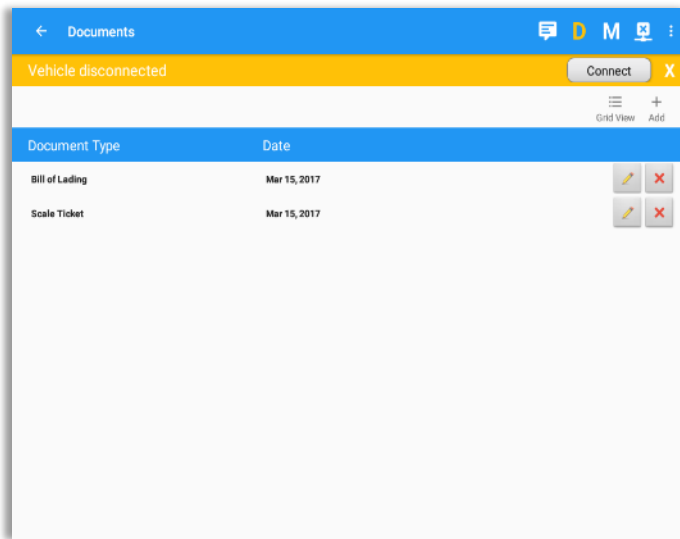 Documents D M
Vehicle disconnected Connect X
Grid View Add
Document Type Date
Bill of Lading Mar 15, 2017
Scale Ticket Mar 15, 2017